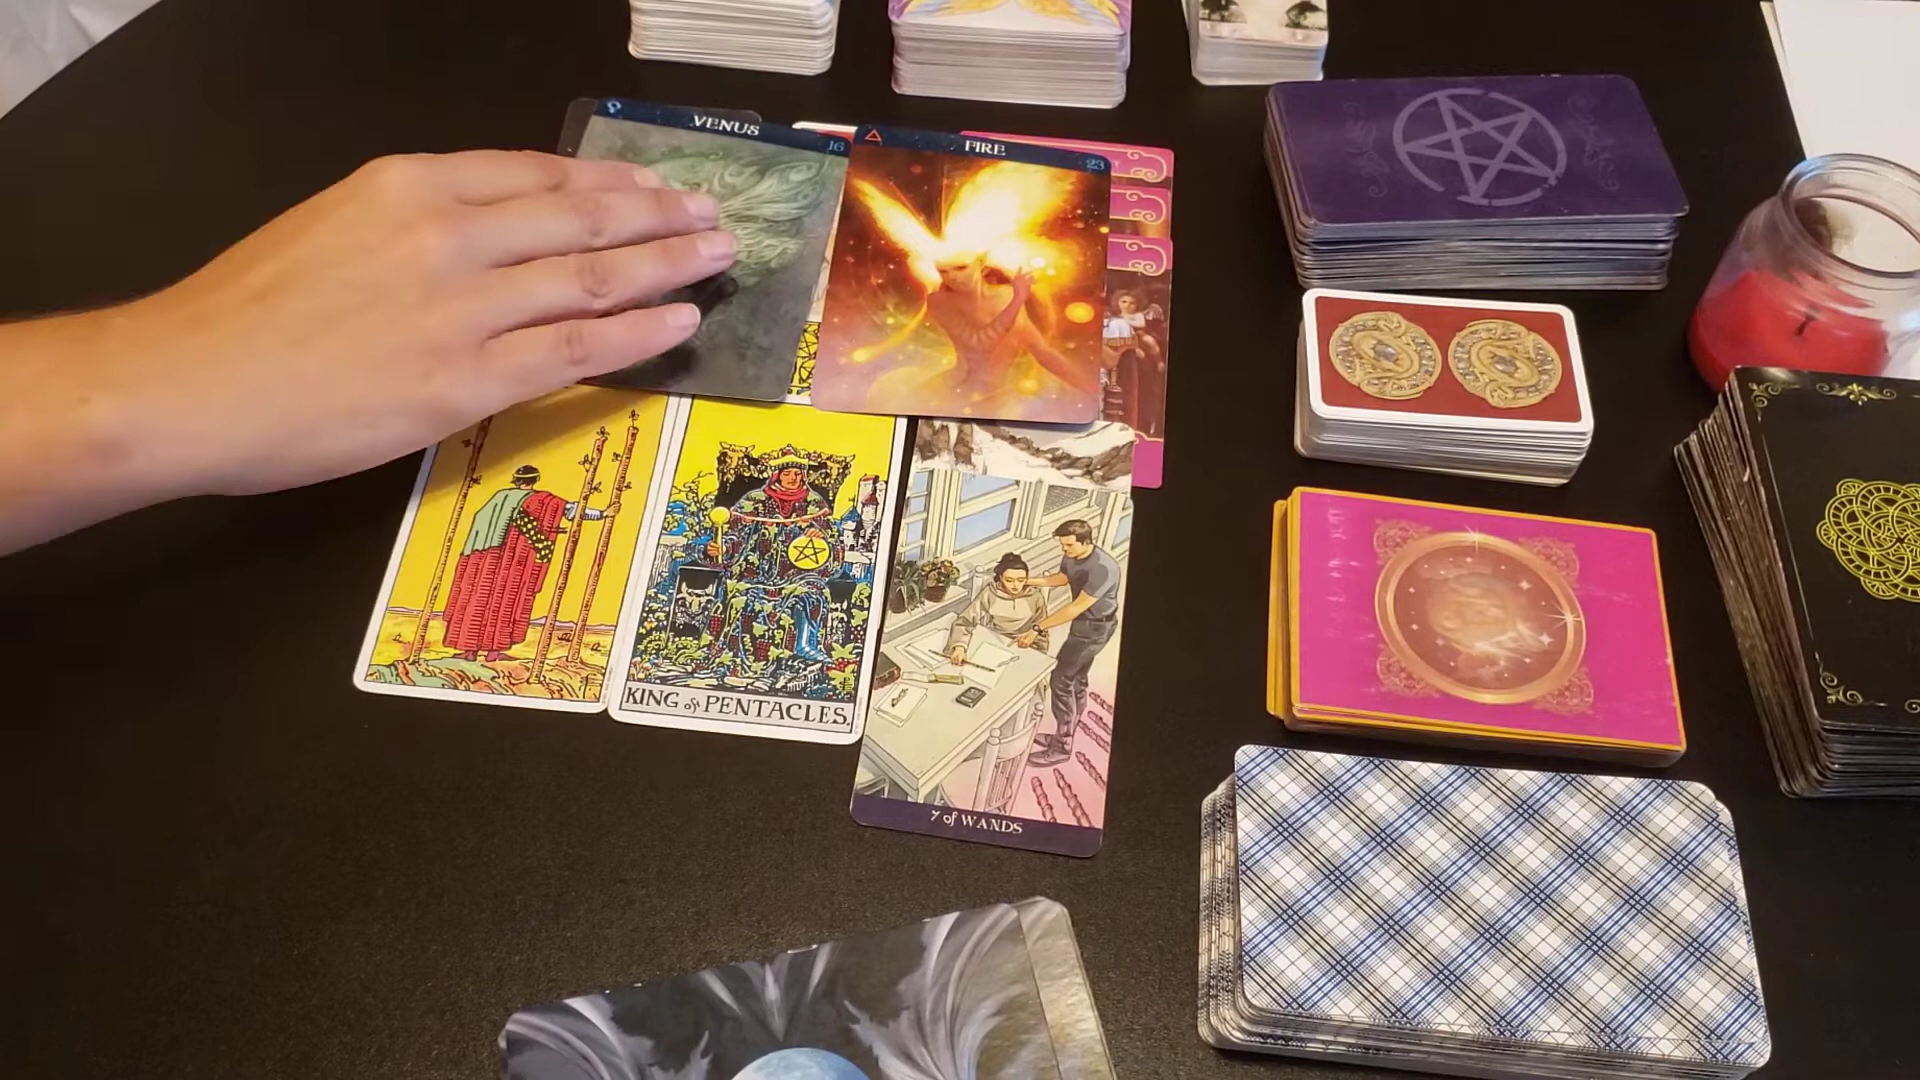 VENUS
16
FIRE
23
KING of PENTACLES.
7 of WANDS